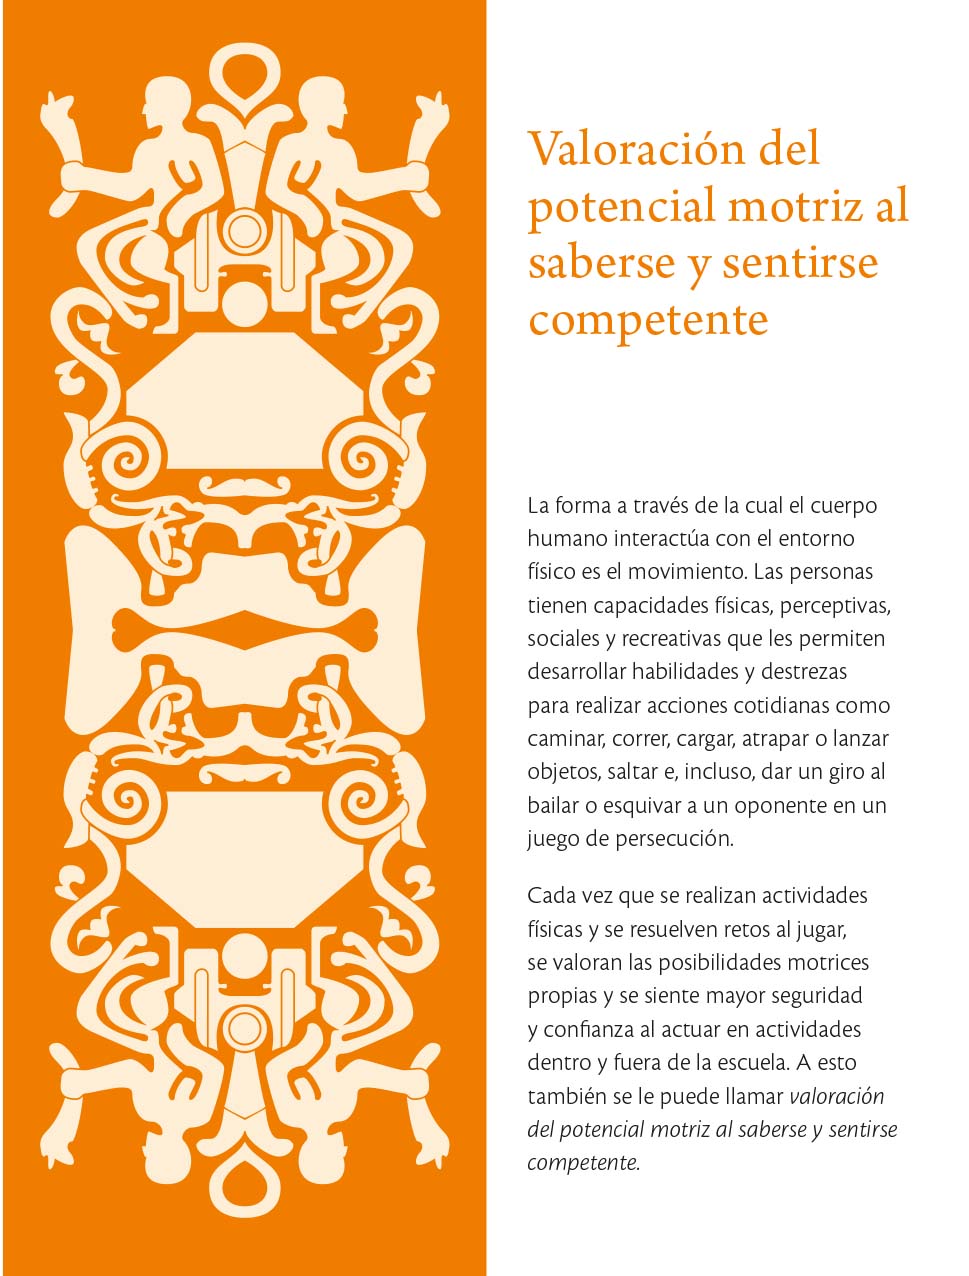 Valoración del
potencial motriz al
saberse y sentirse
competente
La forma a través de la cual el cuerpo
humano interactúa con el entorno
físico es el movimiento. Las personas
tienen capacidades físicas, perceptivas,
sociales y recreativas que les permiten
desarrollar habilidades y destrezas
para realizar acciones cotidianas como
caminar, correr, cargar, atrapar o lanzar
objetos, saltar e, incluso, dar un giro al
bailar o esquivar a un oponente en un
juego de persecución.
Cada vez que se realizan actividades
físicas y se resuelven retos al jugar,
se valoran las posibilidades motrices
propias y se siente mayor seguridad
y confianza al actuar en actividades
dentro y fuera de la escuela. A esto
también se le puede llamar valoración
del potencial motriz al saberse y sentirse
competente.